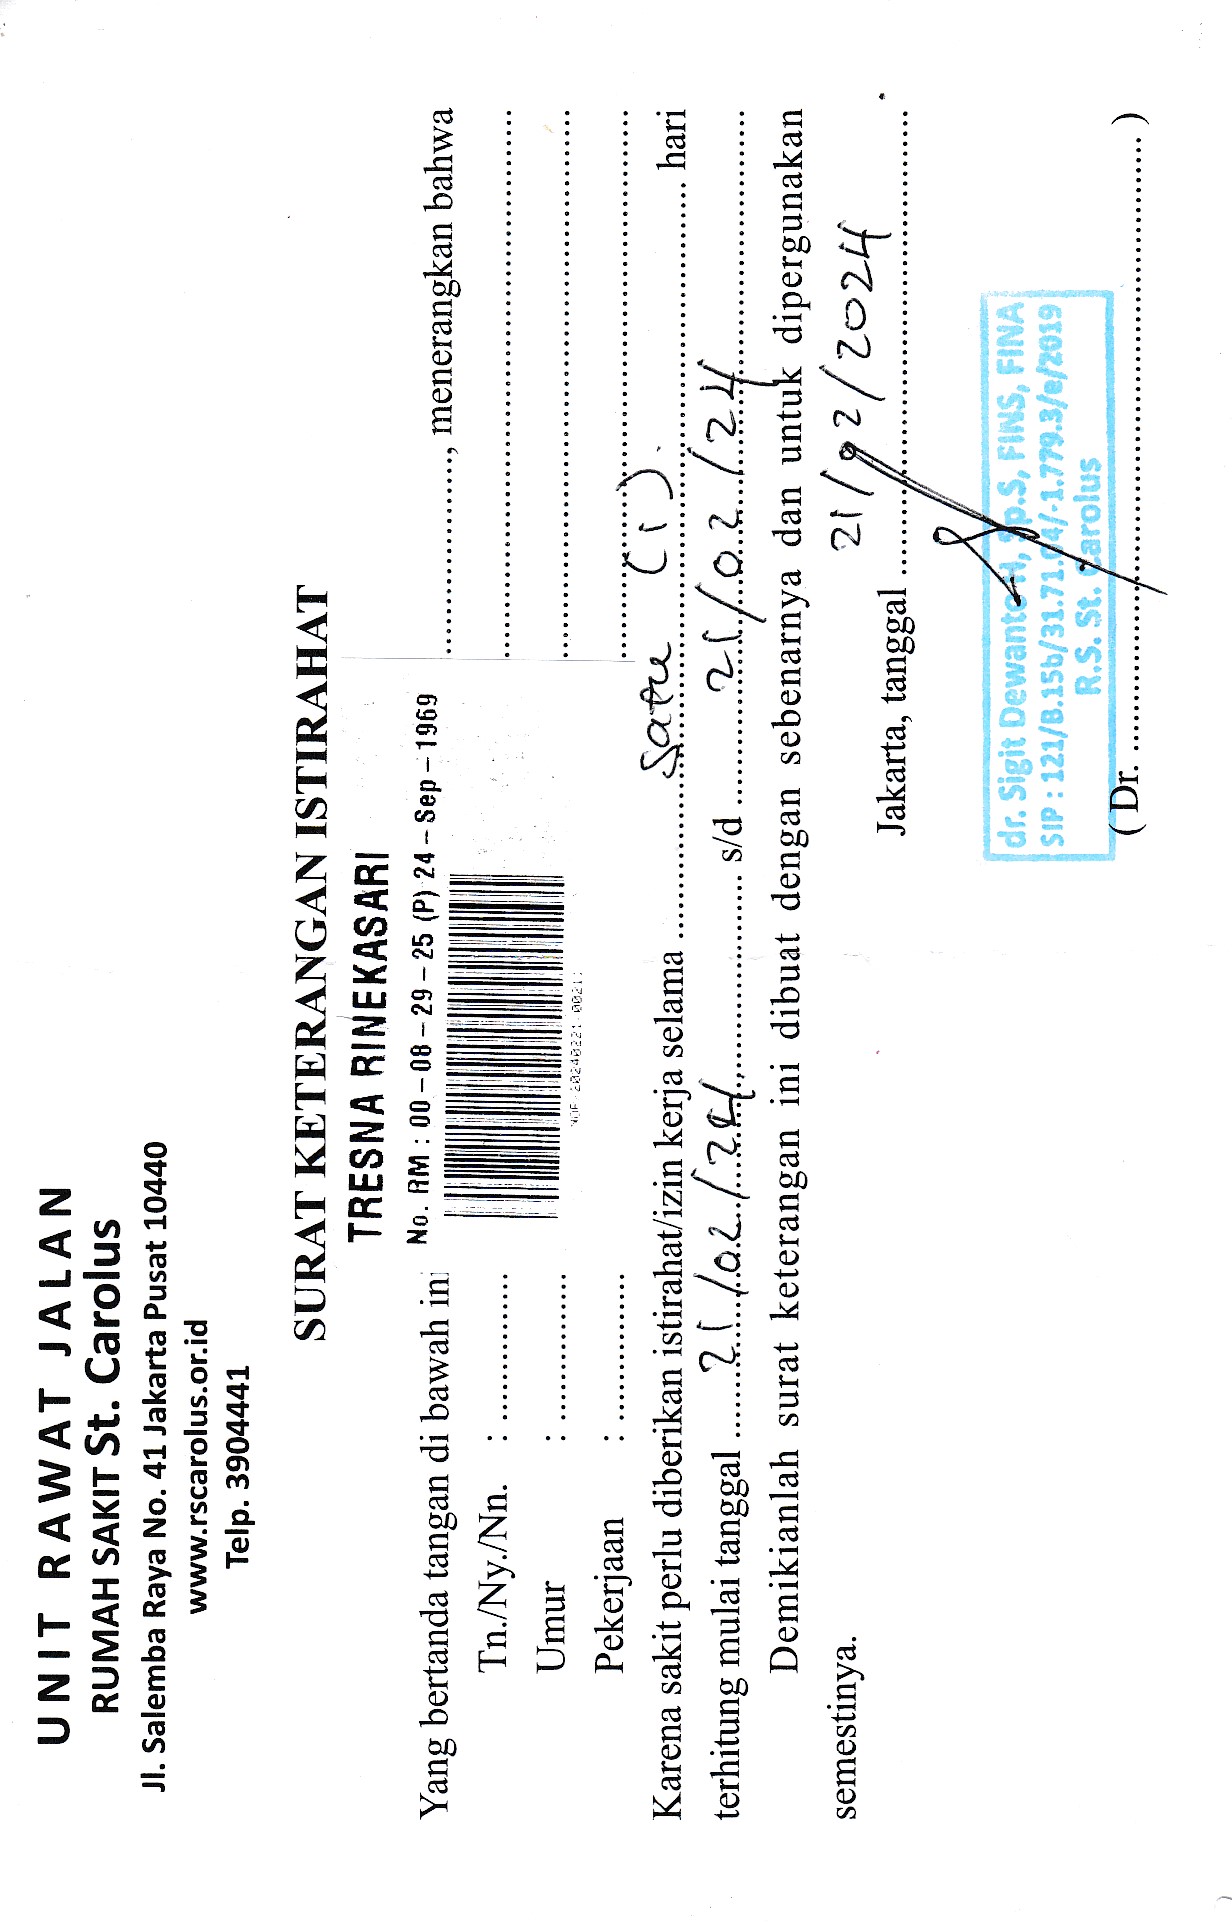 UNIT RAWAT JALAN
RUMAH SAKIT St. Carolus
Jl. Salemba Raya No. 41 Jakarta Pusat 10440
www.rscarolus.or.id
Telp. 3904441
SURAT KETERANGAN ISTIRAHAT
TRESNA RINEKASARI
No. RM : 00-08-29-25 (P) 24-Sep-1969
Yang bertanda tangan di bawah ini ...................., menerangkan bahwa
Tn./Ny./Nn. : ....................
Umur : ....................
Pekerjaan : ....................
Karena sakit perlu diberikan istirahat/izin kerja selama .......... Satu (1). .......... hari
terhitung mulai tanggal ...... 21/02/24 ...... s/d ...... 21/02/24 ......
Demikianlah surat keterangan ini dibuat dengan sebenarnya dan untuk dipergunakan
semestinya.
Jakarta, tanggal 21/02/2024
dr. Sigit Dewanto H, Sp.S, FINS, FINA
SIP : 121/B.15b/31.71.04/-1.779.3/e/2019
R.S. St. Carolus
( Dr. .................... )